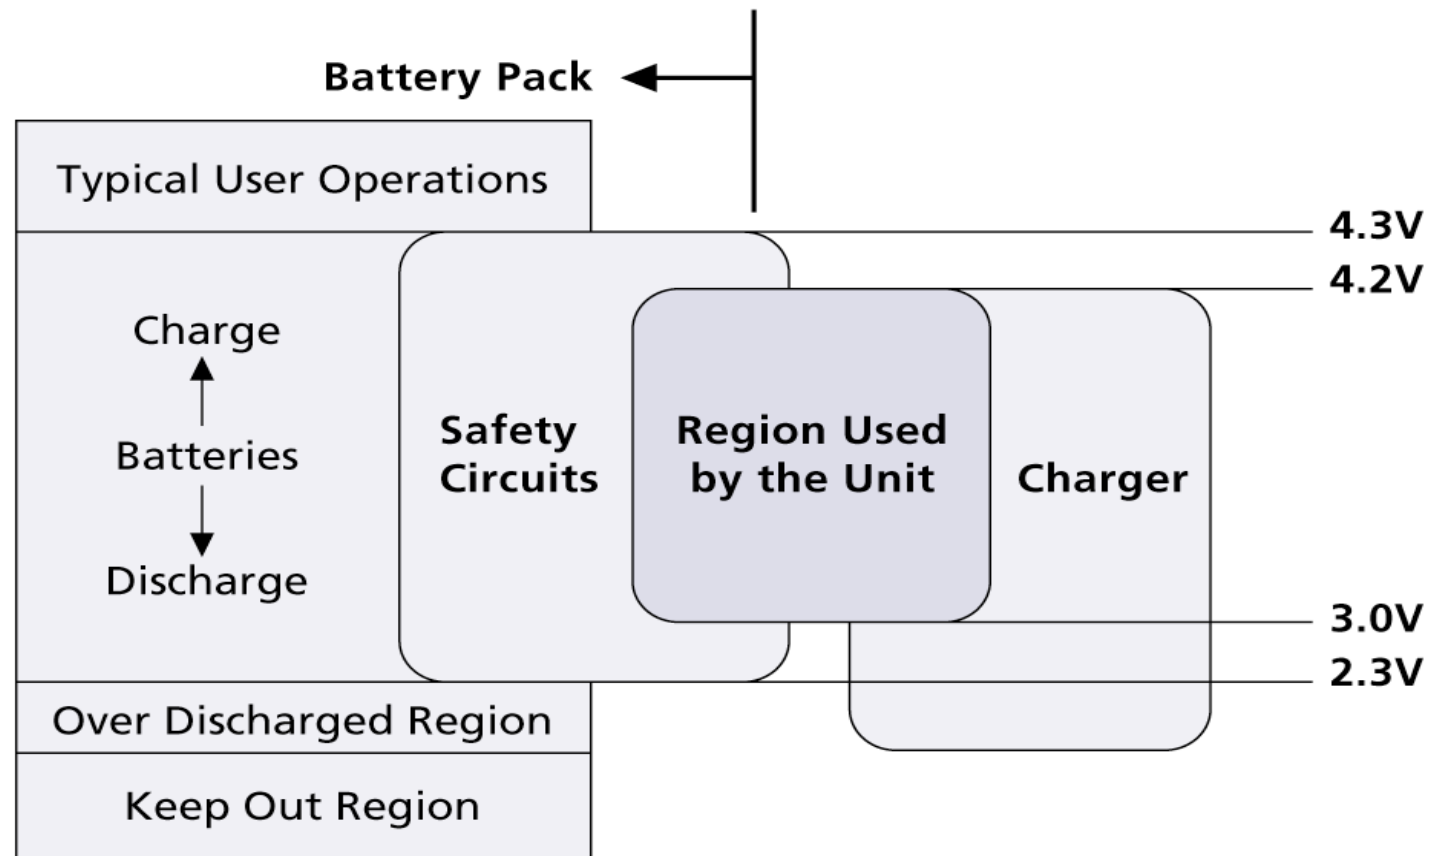 Battery Pack
Typical User Operations
4.3V
4.2V
Charge
Batteries
Discharge
Safety
Circuits
Region Used
by the Unit
Charger
3.0V
2.3V
Over Discharged Region
Keep Out Region